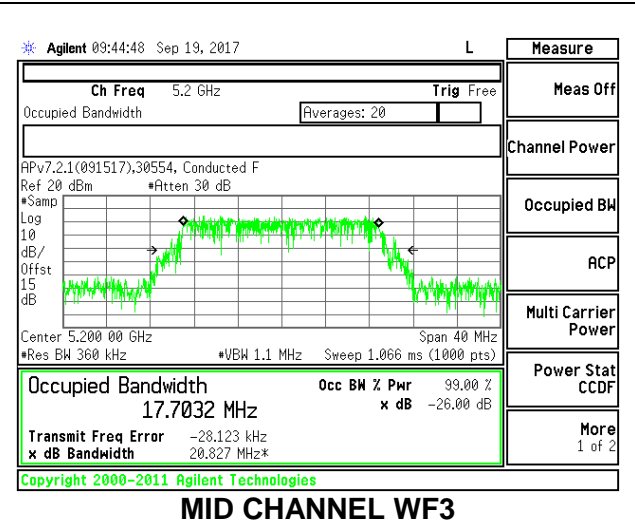 Agilent 09:44:48 Sep 19, 2017 L
Measure
Ch Freq 5.2 GHz Trig Free
Meas Off
Occupied Bandwidth Averages: 20
Channel Power
APv7.2.1(091517),30554, Conducted F
Ref 20 dBm #Atten 30 dB
#Samp
Log
10
dB/
Offst
15
dB
Occupied BW
ACP
Multi Carrier
Power
Center 5.200 00 GHz Span 40 MHz
#Res BW 360 kHz #VBW 1.1 MHz Sweep 1.066 ms (1000 pts)
Power Stat
CCDF
Occupied Bandwidth Occ BW % Pwr 99.00 %
17.7032 MHz x dB -26.00 dB
Transmit Freq Error -28.123 kHz
x dB Bandwidth 20.827 MHz*
More
1 of 2
Copyright 2000-2011 Agilent Technologies
MID CHANNEL WF3